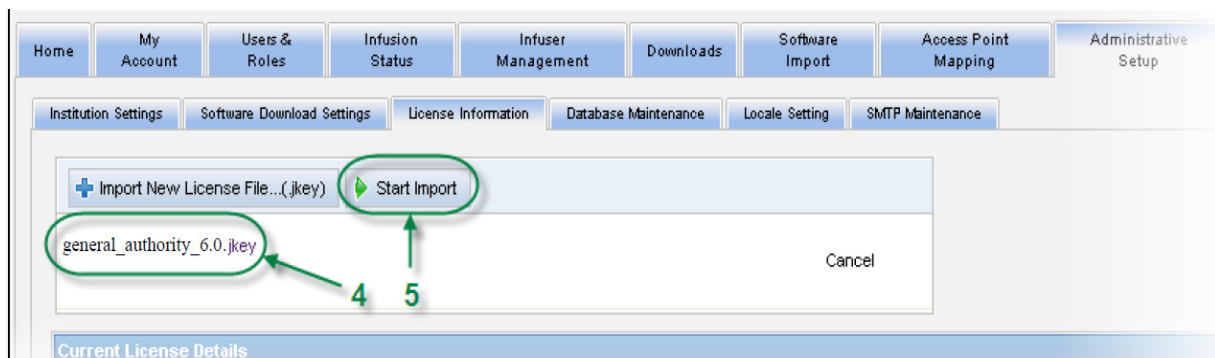 Home My Account Users & Roles Infusion Status Infuser Management Downloads Software Import Access Point Mapping Administrative Setup
Institution Settings Software Download Settings License Information Database Maintenance Locale Setting SMTP Maintenance
Import New License File...(.jkey) Start Import
general_authority_6.0.jkey
Cancel
4 5
Current License Details